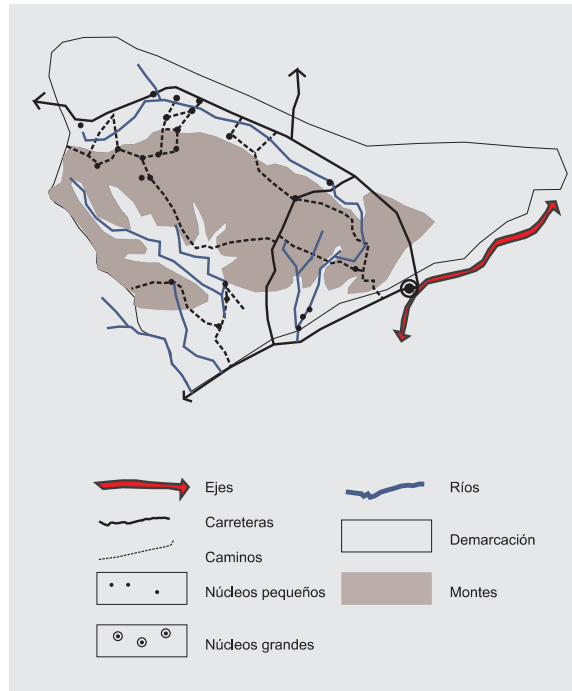 Ejes
Carreteras
Caminos
Núcleos pequeños
Núcleos grandes
Ríos
Demarcación
Montes